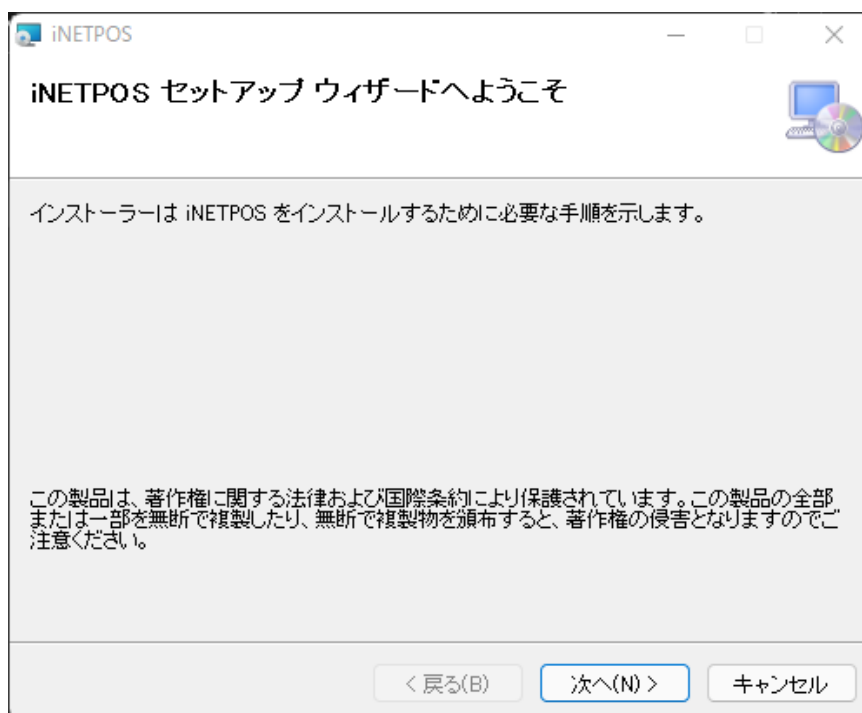 iNETPOS
iNETPOS セットアップ ウィザードへようこそ
インストーラーは iNETPOS をインストールするために必要な手順を示します。
この製品は、著作権に関する法律および国際条約により保護されています。この製品の全部
または一部を無断で複製したり、無断で複製物を頒布すると、著作権の侵害となりますのでご
注意ください。
< 戻る(B)
次へ(N) >
キャンセル